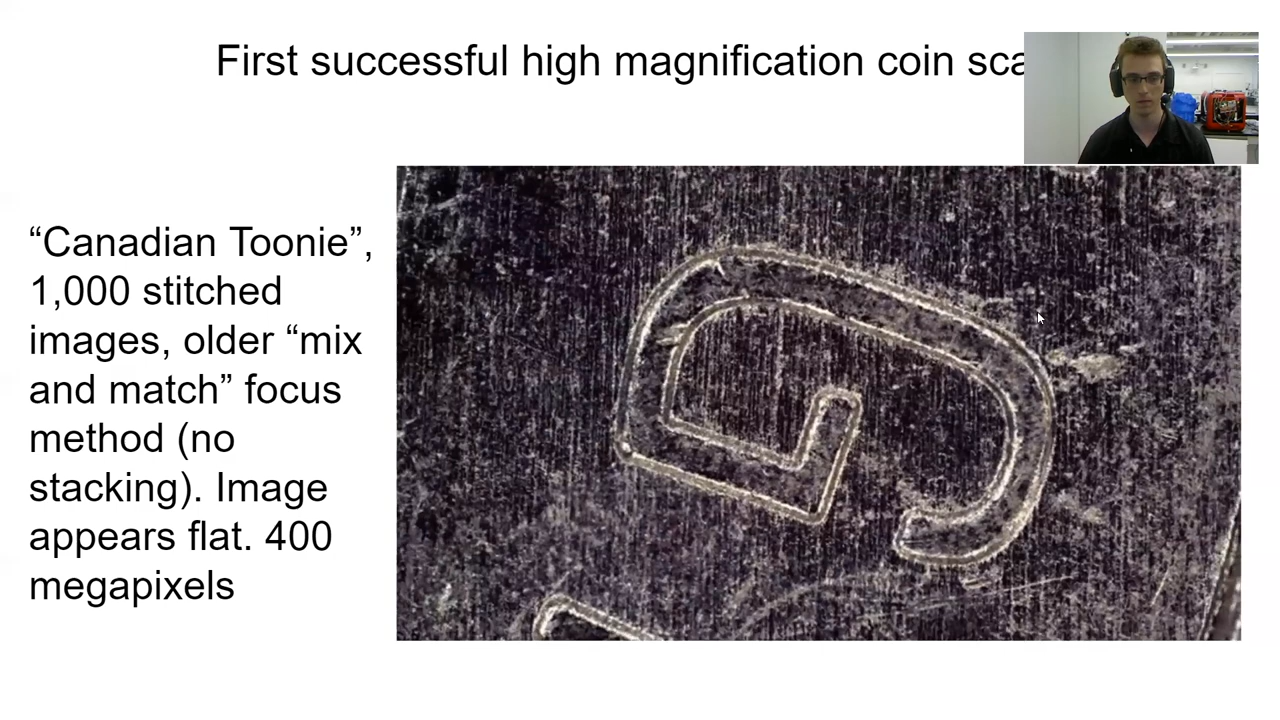 First successful high magnification coin sca
“Canadian Toonie”,
1,000 stitched
images, older “mix
and match” focus
method (no
stacking). Image
appears flat. 400
megapixels
G